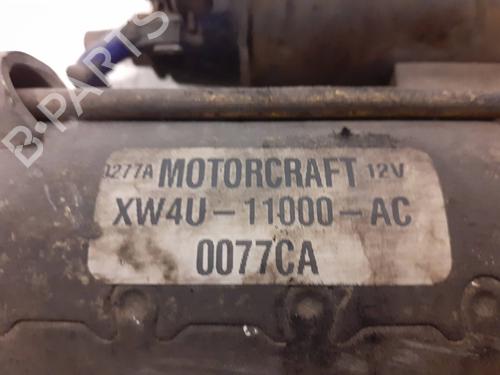 B-PARTS
0277A MOTORCRAFT 12V
XW4U-11000-AC
0077CA